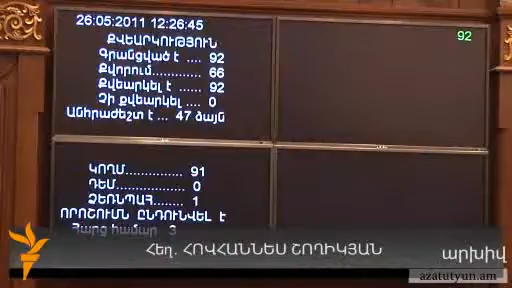 26:05:2011 12:26:45
ՔՎԵԱՐԿՈՒԹՅՈՒՆ
Գրանցված է .... 92
Քվորում............ 66
Քվեարկել է ...... 92
Չի քվեարկել .... 0
Անհրաժեշտ է ... 47 ձայն
92
ԿՈՂՄ............... 91
ԴԵՄ................. 0
ՁԵՌՆՊԱՀ........ 1
ՈՐՈՇՈՒՄՆ ԸՆԴՈՒՆՎԵԼ է
Հարց համար 3
Հեղ. ՀՈՎՀԱՆՆԵՍ ՇՈՂԻԿՅԱՆ
արխիվ
azatutyun.am